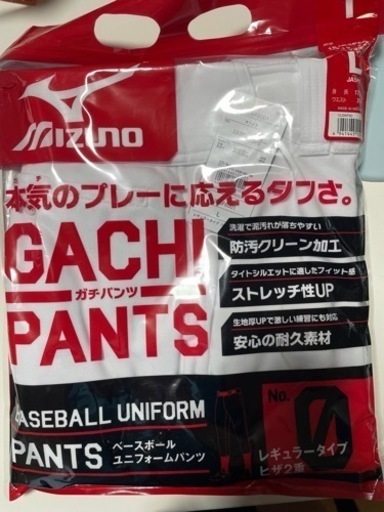 L
L
MIZUNO
本気のプレーに応えるタフさ。
GACHI
ガチパンツ
PANTS
洗濯で泥汚れが落ちやすい
防汚クリーン加工
タイトシルエットに適したフィット感
ストレッチ性UP
生地厚UPで激しい練習にも対応
安心の耐久素材
BASEBALL UNIFORM
PANTS
ベースボール
ユニフォームパンツ
No.
0
レギュラータイプ
ヒザ2重